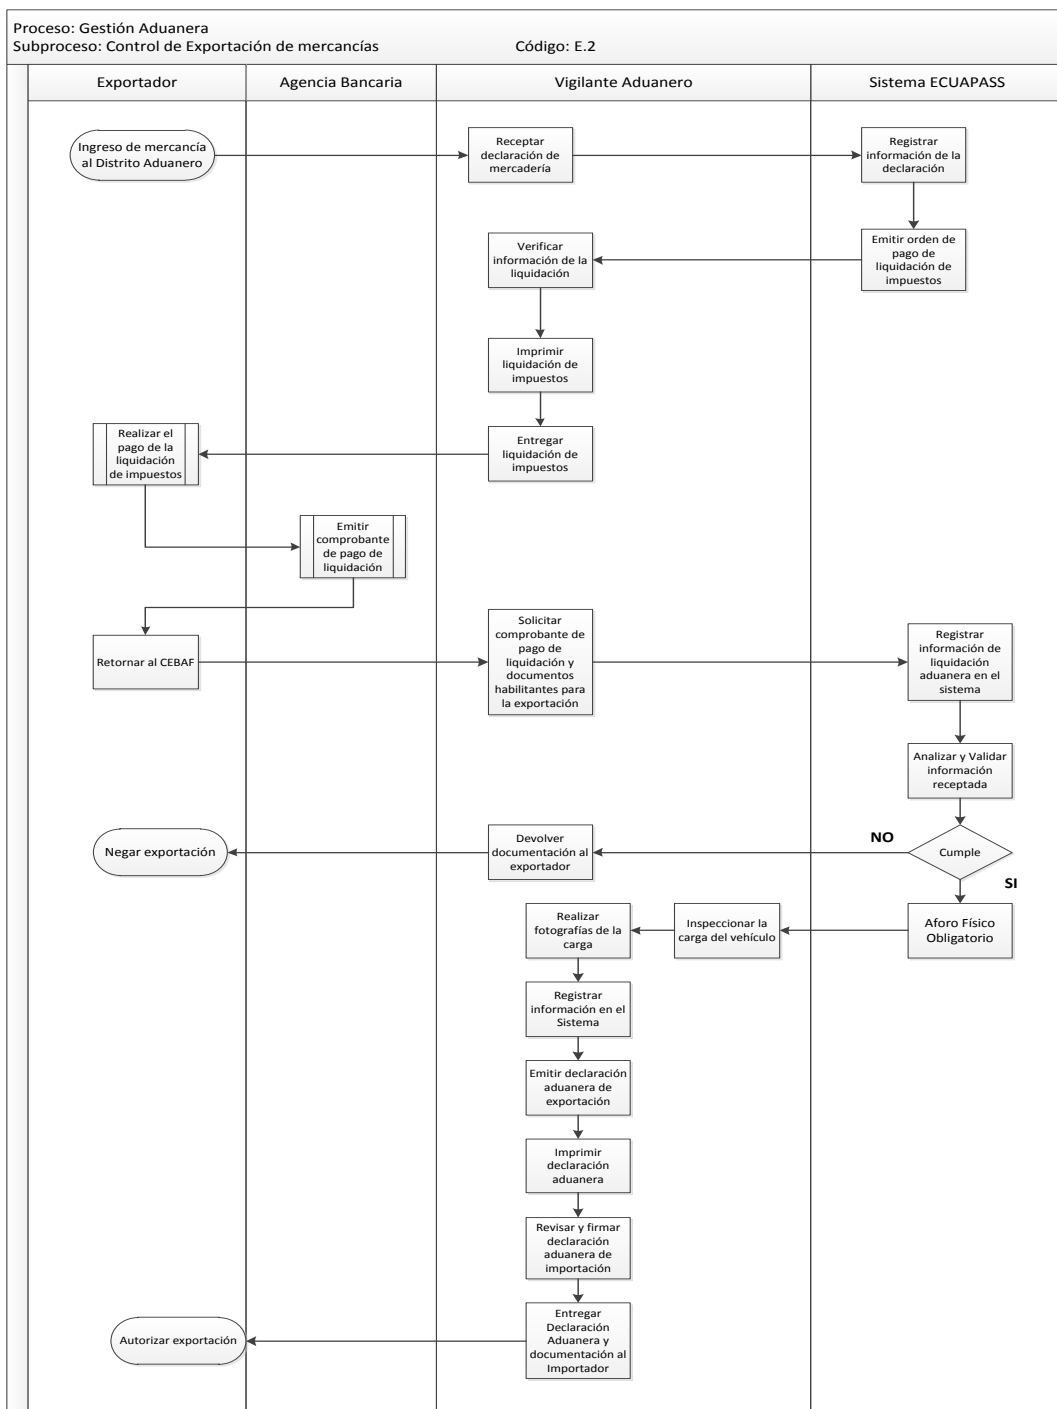 Proceso: Gestión Aduanera
Subproceso: Control de Exportación de mercancías Código: E.2
Exportador Agencia Bancaria Vigilante Aduanero Sistema ECUAPASS
Ingreso de mercancía
al Distrito Aduanero
Receptar
declaración de
mercadería
Registrar
información de la
declaración
Emitir orden de
pago de
liquidación de
impuestos
Verificar
información de la
liquidación
Imprimir
liquidación de
impuestos
Entregar
liquidación de
impuestos
Realizar el
pago de la
liquidación
de impuestos
Emitir
comprobante
de pago de
liquidación
Retornar al CEBAF
Solicitar
comprobante de
pago de
liquidación y
documentos
habilitantes para
la exportación
Registrar
información de
liquidación
aduanera en el
sistema
Analizar y Validar
información
receptada
Cumple
NO
Devolver
documentación al
exportador
Negar exportación
SI
Aforo Físico
Obligatorio
Inspeccionar la
carga del vehículo
Realizar
fotografías de la
carga
Registrar
información en el
Sistema
Emitir declaración
aduanera de
exportación
Imprimir
declaración
aduanera
Revisar y firmar
declaración
aduanera de
importación
Entregar
Declaración
Aduanera y
documentación al
Importador
Autorizar exportación